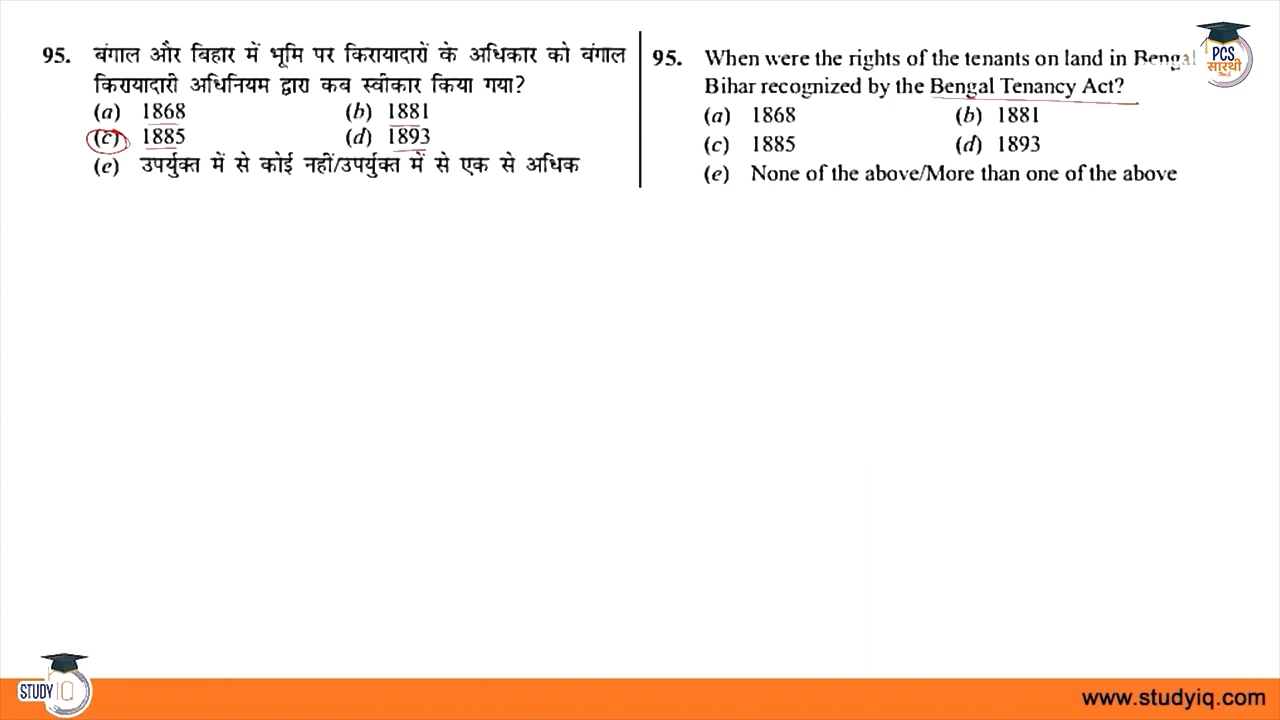 95. बंगाल और बिहार में भूमि पर किरायादारों के अधिकार को बंगाल
किरायादारी अधिनियम द्वारा कब स्वीकार किया गया?
(a) 1868 (b) 1881
(c) 1885 (d) 1893
(e) उपर्युक्त में से कोई नहीं/उपर्युक्त में से एक से अधिक
95. When were the rights of the tenants on land in Bengal
Bihar recognized by the Bengal Tenancy Act?
(a) 1868 (b) 1881
(c) 1885 (d) 1893
(e) None of the above/More than one of the above
PCS
सारथी
STUDY IQ
www.studyiq.com